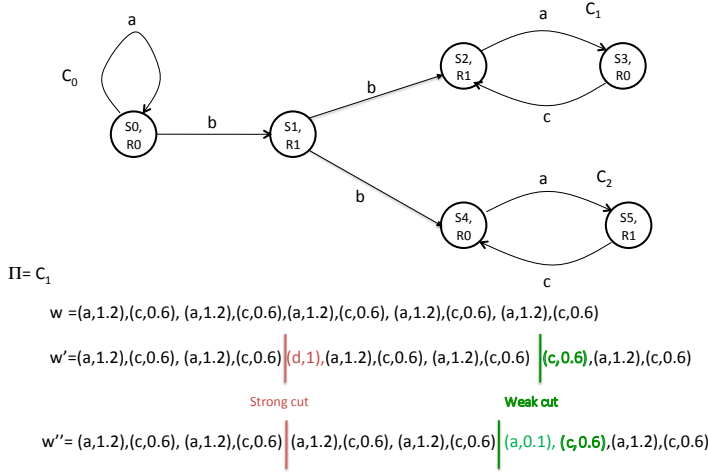 a
C1
C0
a
S2, R1
S3, R0
b
c
S0, R0
b
S1, R1
b
a
C2
S4, R0
S5, R1
c
Π= C1
w =(a,1.2),(c,0.6), (a,1.2),(c,0.6),(a,1.2),(c,0.6), (a,1.2),(c,0.6), (a,1.2),(c,0.6)
w'=(a,1.2),(c,0.6), (a,1.2),(c,0.6) (d,1),(a,1.2),(c,0.6), (a,1.2),(c,0.6) (c,0.6),(a,1.2),(c,0.6)
Strong cut
Weak cut
w''= (a,1.2),(c,0.6), (a,1.2),(c,0.6) (a,1.2),(c,0.6), (a,1.2),(c,0.6) (a,0.1), (c,0.6),(a,1.2),(c,0.6)